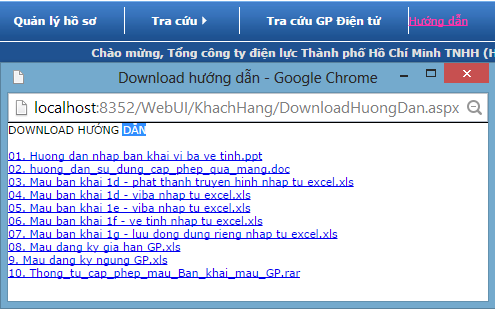 Quản lý hồ sơ Tra cứu Tra cứu GP Điện tử Hướng dẫn
Chào mừng, Tổng công ty điện lực Thành phố Hồ Chí Minh TNHH (H
Download hướng dẫn - Google Chrome
localhost:8352/WebUI/KhachHang/DownloadHuongDan.aspx
DOWNLOAD HƯỚNG DẪN
01. Huong dan nhap ban khai vi ba ve tinh.ppt
02. huong_dan_su_dung_cap_phep_qua_mang.doc
03. Mau ban khai 1d - phat thanh truyen hinh nhap tu excel.xls
04. Mau ban khai 1d - viba nhap tu excel.xls
05. Mau ban khai 1e - viba nhap tu excel.xls
06. Mau ban khai 1f - ve tinh nhap tu excel.xls
07. Mau ban khai 1g - luu dong dung rieng nhap tu excel.xls
08. Mau dang ky gia han GP.xls
9. Mau dang ky ngung GP.xls
10. Thong_tu_cap_phep_mau_Ban_khai_mau_GP.rar